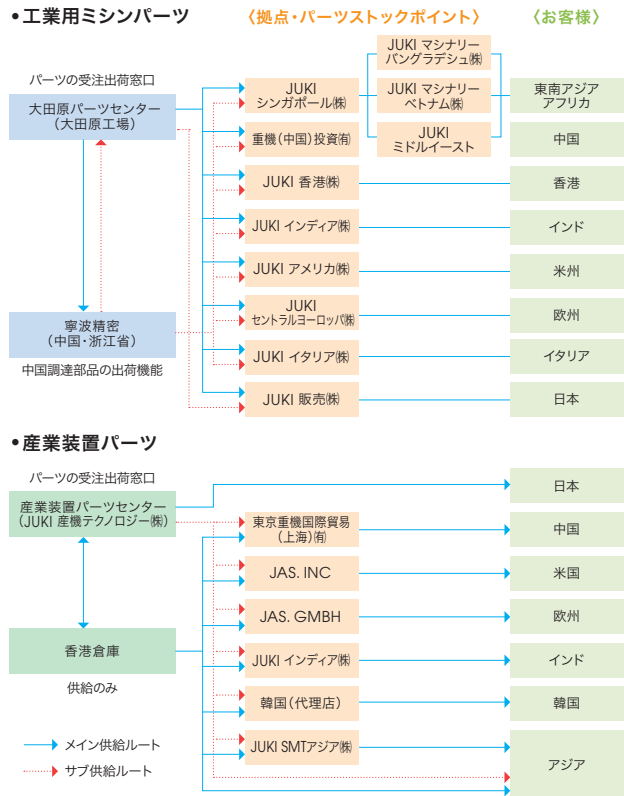 •工業用ミシンパーツ
〈拠点・パーツストックポイント〉
〈お客様〉
パーツの受注出荷窓口
大田原パーツセンター
（大田原工場）
寧波精密
（中国・浙江省）
中国調達部品の出荷機能
JUKI
シンガポール㈱
JUKI マシナリー
バングラデシュ㈱
JUKI マシナリー
ベトナム㈱
JUKI
ミドルイースト
東南アジア
アフリカ
重機（中国）投資㈲
中国
JUKI 香港㈱
香港
JUKI インディア㈱
インド
JUKI アメリカ㈱
米州
JUKI
セントラルヨーロッパ㈱
欧州
JUKI イタリア㈱
イタリア
JUKI 販売㈱
日本
•産業装置パーツ
パーツの受注出荷窓口
産業装置パーツセンター
（JUKI 産機テクノロジー㈱）
香港倉庫
供給のみ
日本
東京重機国際貿易
（上海）㈲
中国
JAS. INC
米国
JAS. GMBH
欧州
JUKI インディア㈱
インド
韓国（代理店）
韓国
JUKI SMTアジア㈱
アジア
メイン供給ルート
サブ供給ルート